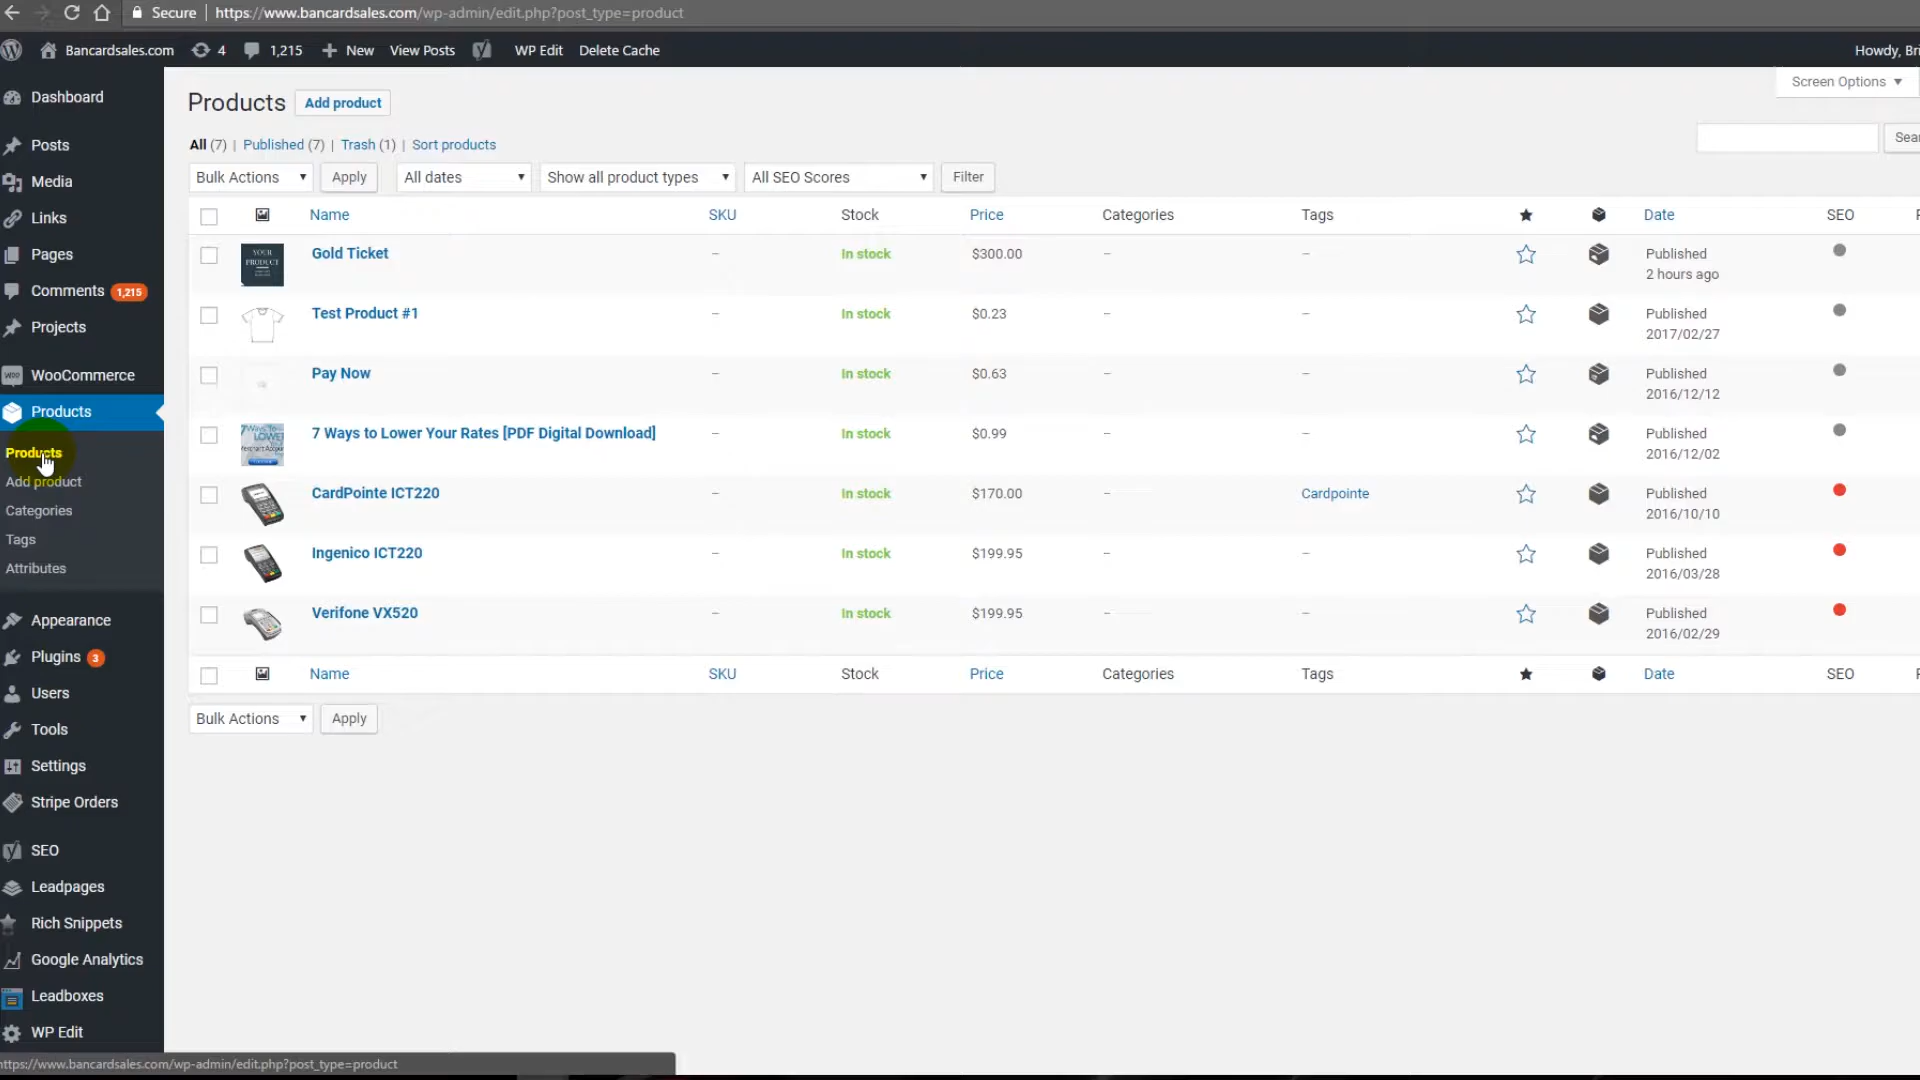 Secure | https://www.bancardsales.com/wp-admin/edit.php?post_type=product
Bancardsales.com 4 1,215 New View Posts WP Edit Delete Cache Howdy, Bri
Screen Options
Dashboard
Posts
Media
Links
Pages
Comments 1,215
Projects
WooCommerce
Products
Products
Add product
Categories
Tags
Attributes
Appearance
Plugins 3
Users
Tools
Settings
Stripe Orders
SEO
Leadpages
Rich Snippets
Google Analytics
Leadboxes
WP Edit
Products Add product
All (7) | Published (7) | Trash (1) | Sort products
Sear
Bulk Actions Apply All dates Show all product types All SEO Scores Filter
Name SKU Stock Price Categories Tags Date SEO
YOUR
PRODUCT
Gold Ticket – In stock $300.00 – – Published
2 hours ago
Test Product #1 – In stock $0.23 – – Published
2017/02/27
Pay Now – In stock $0.63 – – Published
2016/12/12
7 Ways to Lower Your Rates [PDF Digital Download] – In stock $0.99 – – Published
2016/12/02
CardPointe ICT220 – In stock $170.00 – Cardpointe Published
2016/10/10
Ingenico ICT220 – In stock $199.95 – – Published
2016/03/28
Verifone VX520 – In stock $199.95 – – Published
2016/02/29
Name SKU Stock Price Categories Tags Date SEO
Bulk Actions Apply
https://www.bancardsales.com/wp-admin/edit.php?post_type=product